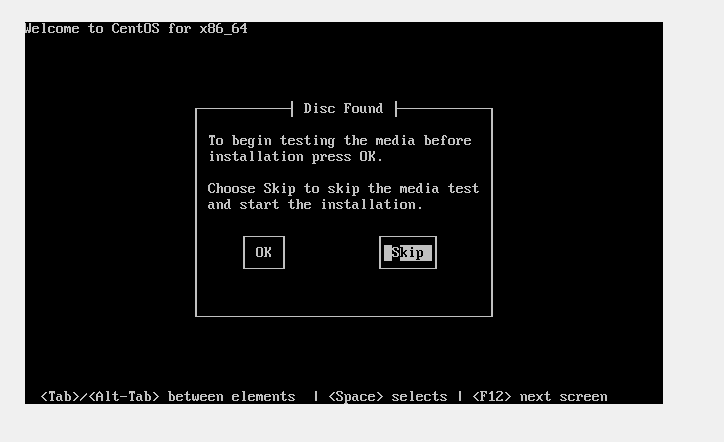 Welcome to CentOS for x86_64
Disc Found
To begin testing the media before
installation press OK.
Choose Skip to skip the media test
and start the installation.
OK Skip
<Tab>/<Alt-Tab> between elements | <Space> selects | <F12> next screen